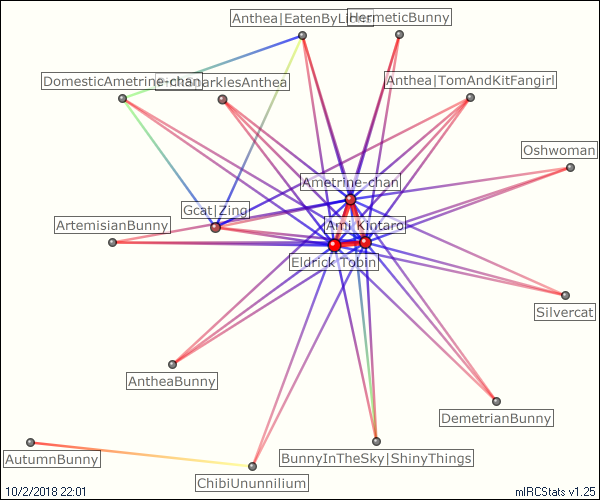 Anthea|EatenByLions
HermeticBunny
DomesticAmetrine-chan
SparklesAnthea
Anthea|TomAndKitFangirl
Oshwoman
Ametrine-chan
Gcat|Zing
ArtemisianBunny
Ami Kintaro
Eldrick Tobin
Silvercat
AntheaBunny
DemetrianBunny
AutumnBunny
BunnyInTheSky|ShinyThings
ChibiUnunnilium
10/2/2018 22:01
mIRCStats v1.25